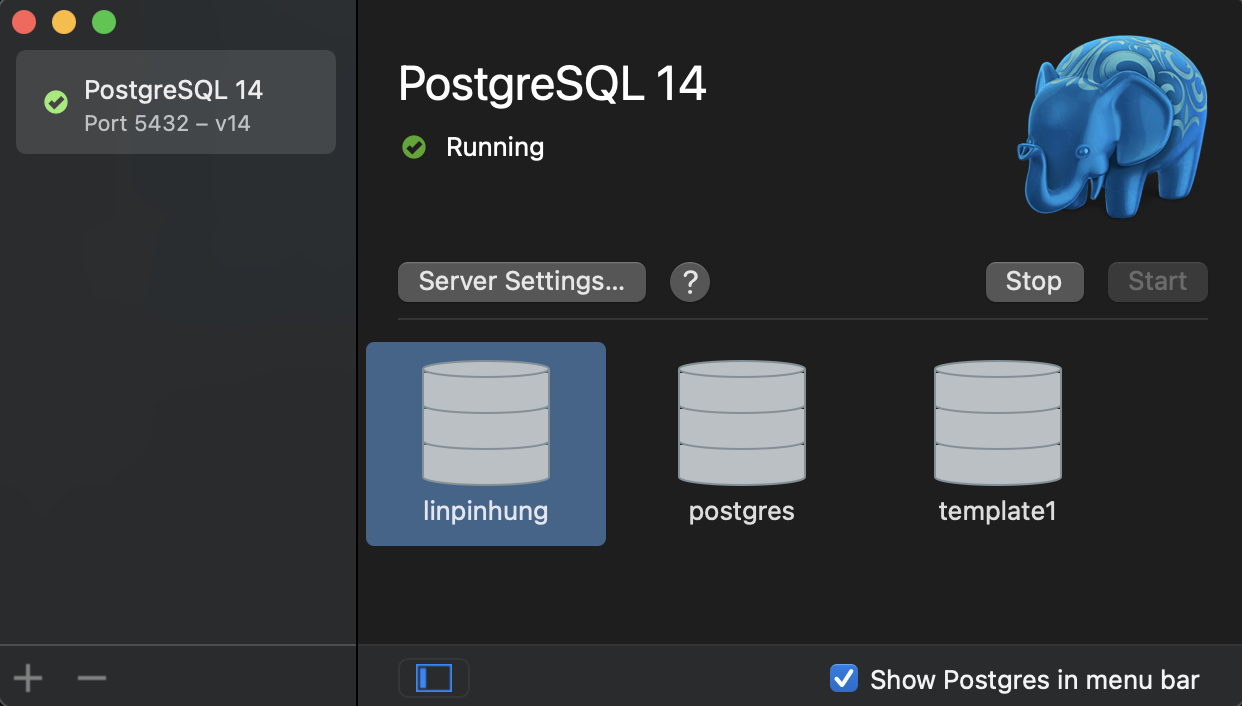 PostgreSQL 14
Port 5432 – v14
PostgreSQL 14
Running
Server Settings...
?
Stop
Start
linpinhung
postgres
template1
Show Postgres in menu bar